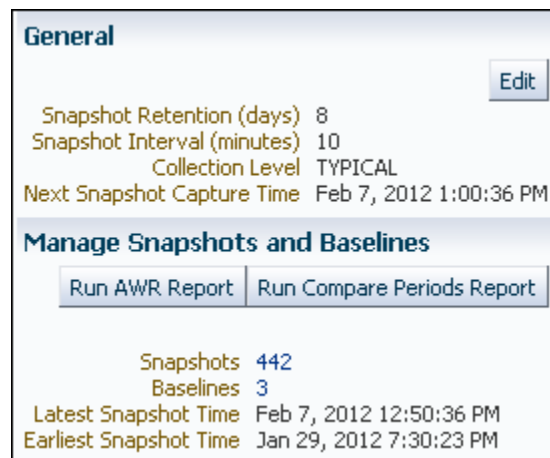 General
Edit
Snapshot Retention (days) 8
Snapshot Interval (minutes) 10
Collection Level TYPICAL
Next Snapshot Capture Time Feb 7, 2012 1:00:36 PM
Manage Snapshots and Baselines
Run AWR Report Run Compare Periods Report
Snapshots 442
Baselines 3
Latest Snapshot Time Feb 7, 2012 12:50:36 PM
Earliest Snapshot Time Jan 29, 2012 7:30:23 PM